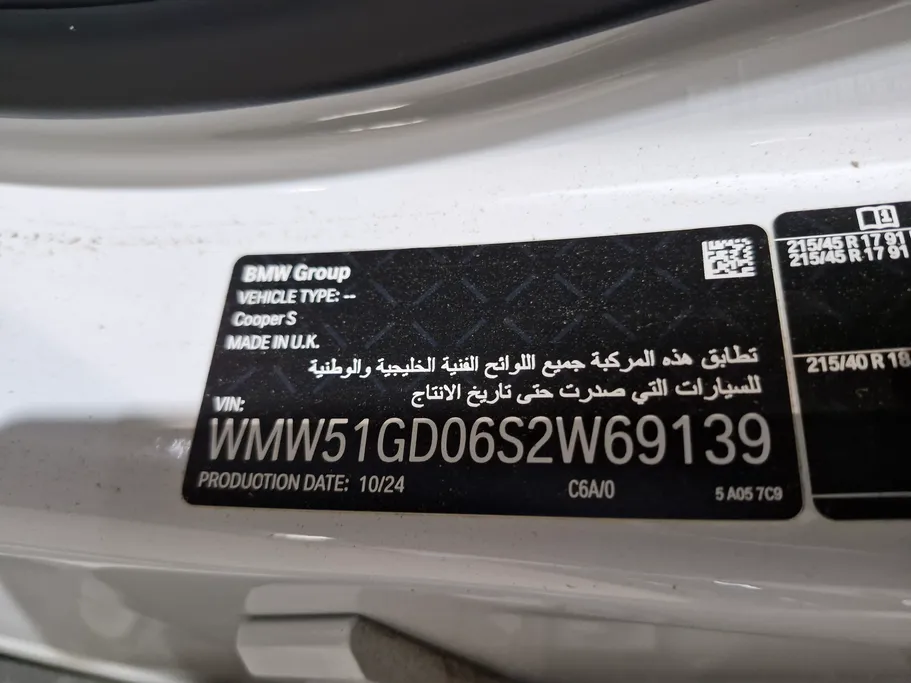 BMW Group
VEHICLE TYPE: --
Cooper S
MADE IN U.K.
تطابق هذه المركبة جميع اللوائح الفنية الخليجية والوطنية
للسيارات التي صدرت حتى تاريخ الانتاج
VIN:
WMW51GD06S2W69139
PRODUCTION DATE: 10/24
C6A/0
5 A05 7C9
215/45 R 17 91
215/45 R 17 91
215/40 R 18